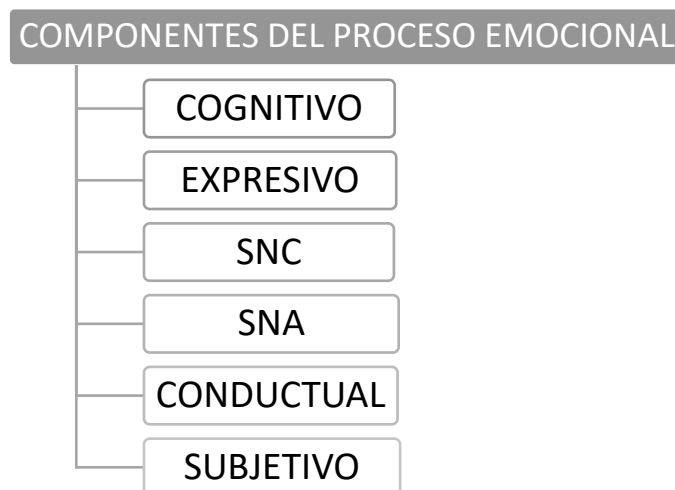 COMPONENTES DEL PROCESO EMOCIONAL
COGNITIVO
EXPRESIVO
SNC
SNA
CONDUCTUAL
SUBJETIVO